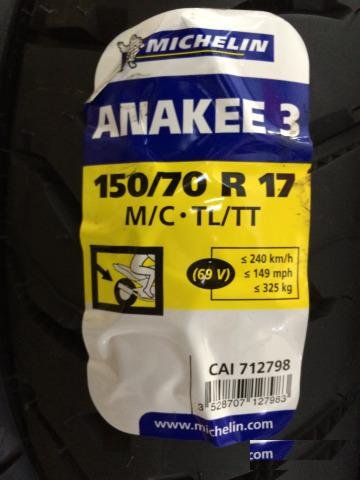 MICHELIN
ANAKEE 3
150/70 R 17
M/C • TL/TT
(69 V)
≤ 240 km/h
≤ 149 mph
≤ 325 kg
CAI 712798
3 528707 127983
www.michelin.com
www.michelin.com